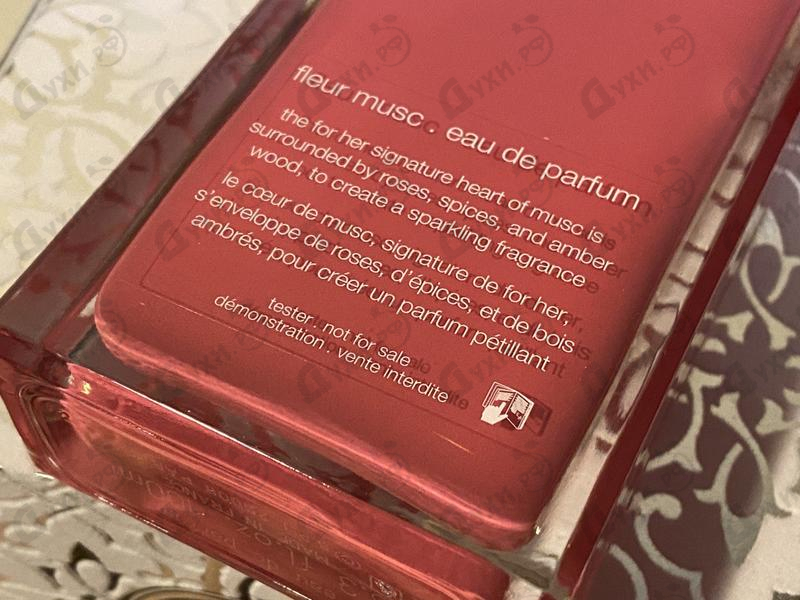 fleur musc . eau de parfum
the for her signature heart of musc is
surrounded by roses, spices, and amber
wood, to create a sparkling fragrance
le cœur de musc, signature de for her,
s'enveloppe de roses, d'épices, et de bois
ambrés, pour créer un parfum pétillant
tester . not for sale
démonstration . vente interdite
Духи.рф